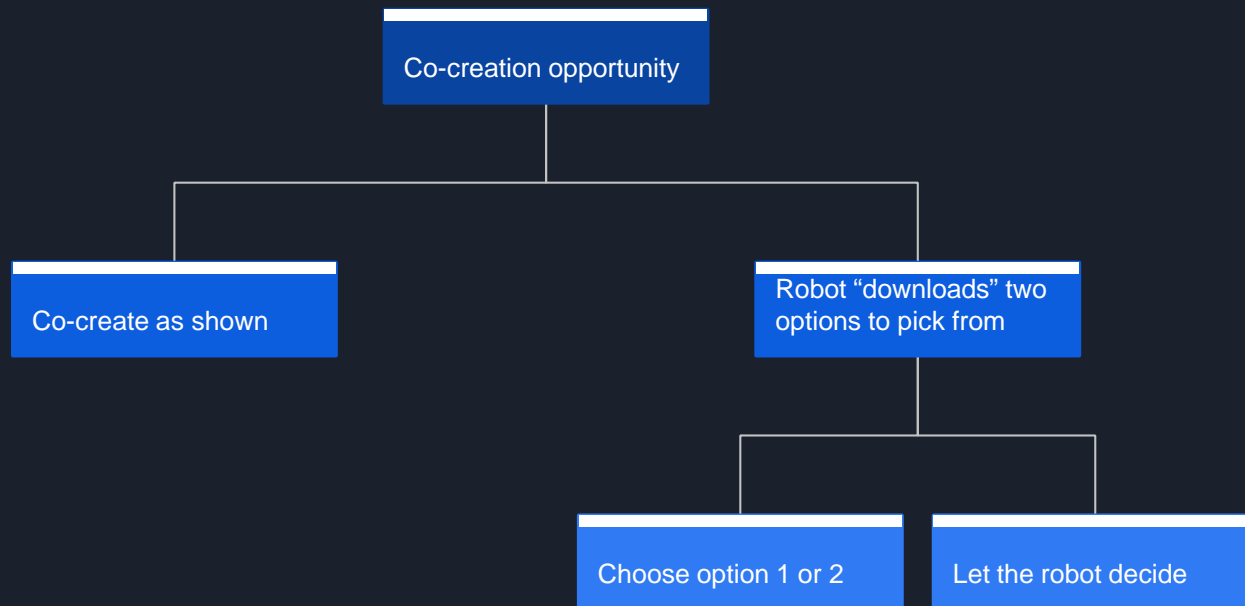 Co-creation opportunity
Co-create as shown
Robot “downloads” two
options to pick from
Choose option 1 or 2
Let the robot decide